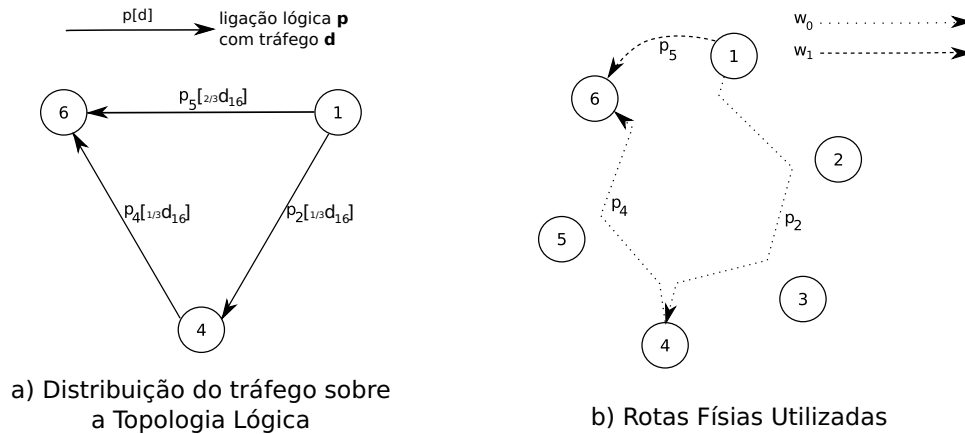 p[d]
ligação lógica p
com tráfego d
6
p5[2/3d16]
1
p4[1/3d16]
p2[1/3d16]
4
a) Distribuição do tráfego sobre
a Topologia Lógica
w0
w1
p5
1
6
2
p4
p2
5
3
4
b) Rotas Físias Utilizadas